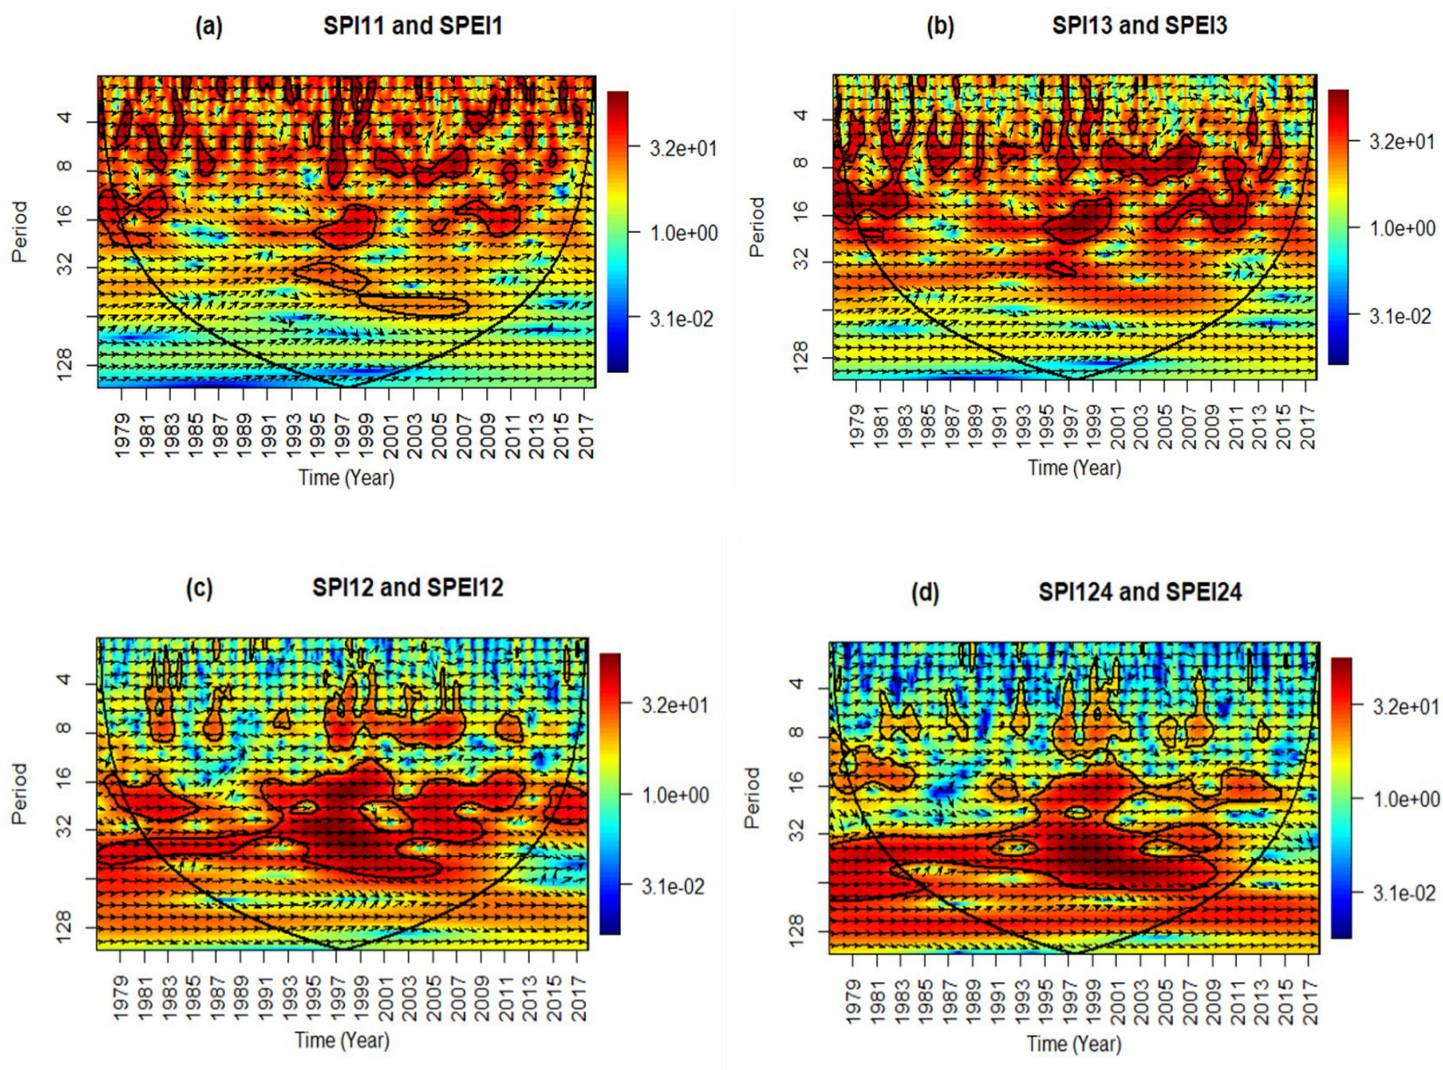 (a) SPI11 and SPEI1
Period
4
8
16
32
128
3.2e+01
1.0e+00
3.1e-02
1979 1981 1983 1985 1987 1989 1991 1993 1995 1997 1999 2001 2003 2005 2007 2009 2011 2013 2015 2017
Time (Year)
(b) SPI13 and SPEI3
Period
4
8
16
32
128
3.2e+01
1.0e+00
3.1e-02
1979 1981 1983 1985 1987 1989 1991 1993 1995 1997 1999 2001 2003 2005 2007 2009 2011 2013 2015 2017
Time (Year)
(c) SPI12 and SPEI12
Period
4
8
16
32
128
3.2e+01
1.0e+00
3.1e-02
1979 1981 1983 1985 1987 1989 1991 1993 1995 1997 1999 2001 2003 2005 2007 2009 2011 2013 2015 2017
Time (Year)
(d) SPI124 and SPEI24
Period
4
8
16
32
128
3.2e+01
1.0e+00
3.1e-02
1979 1981 1983 1985 1987 1989 1991 1993 1995 1997 1999 2001 2003 2005 2007 2009 2011 2013 2015 2017
Time (Year)